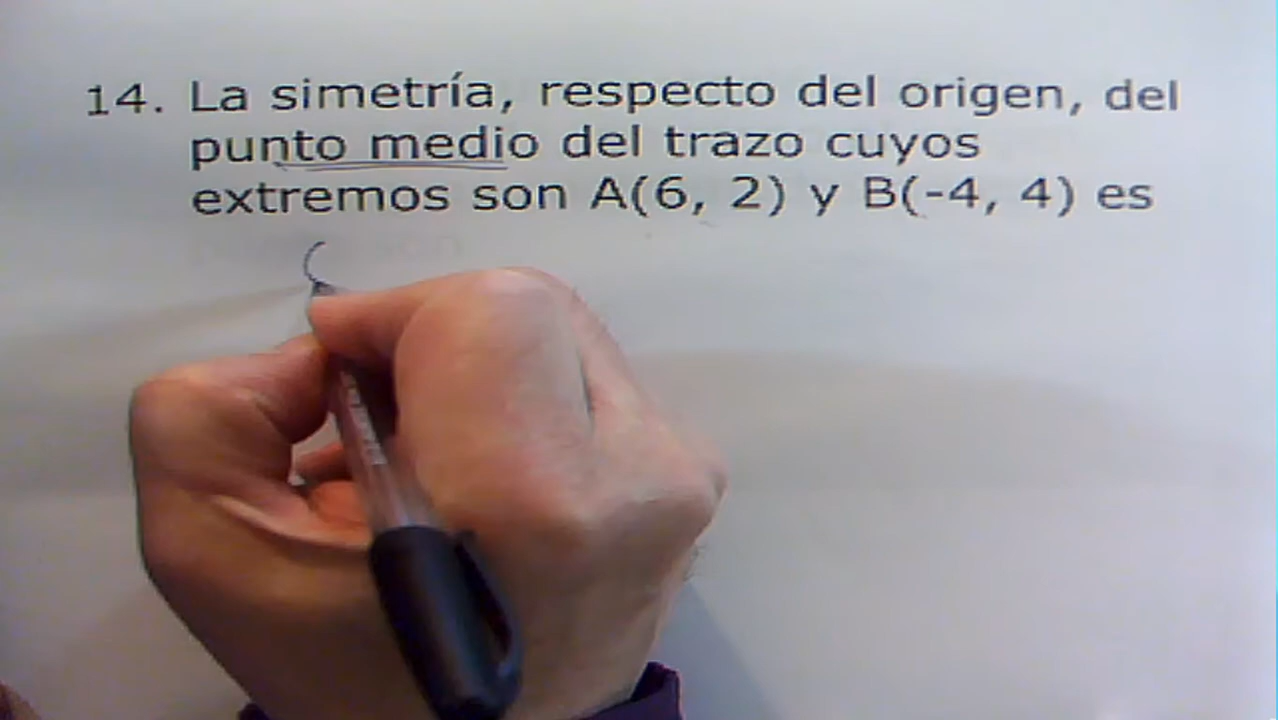 14. La simetría, respecto del origen, del
punto medio del trazo cuyos
extremos son A(6, 2) y B(-4, 4) es
(